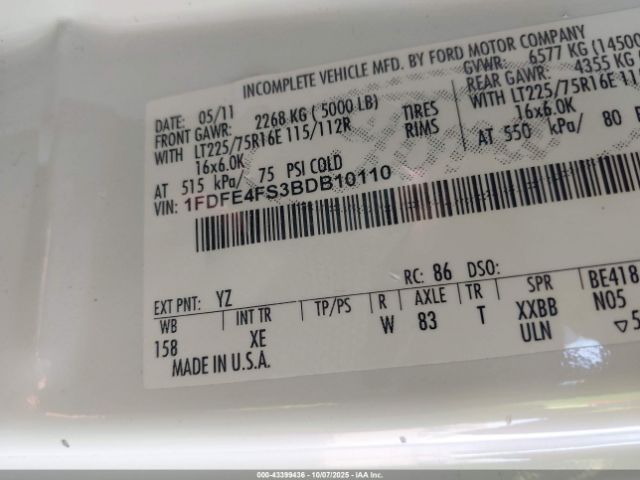 INCOMPLETE VEHICLE MFD. BY FORD MOTOR COMPANY
DATE: 05/11 GVWR: 6577 KG (14500
FRONT GAWR: 2268 KG ( 5000 LB) REAR GAWR: 4355 KG
WITH LT225/75R16E 115/112R TIRES WITH LT225/75R16E
16x6.0K RIMS 16x6.0K
AT 515 kPa/ 75 PSI COLD AT 550 kPa/ 80
VIN: 1FDFE4FS3BDB10110
EXT PNT: YZ RC: 86 DSO:
WB INT TR TP/PS R AXLE TR SPR BE418
158 XE W 83 T XXBB N05
ULN
MADE IN U.S.A.
000-43399436 - 10/07/2025 - IAA Inc.